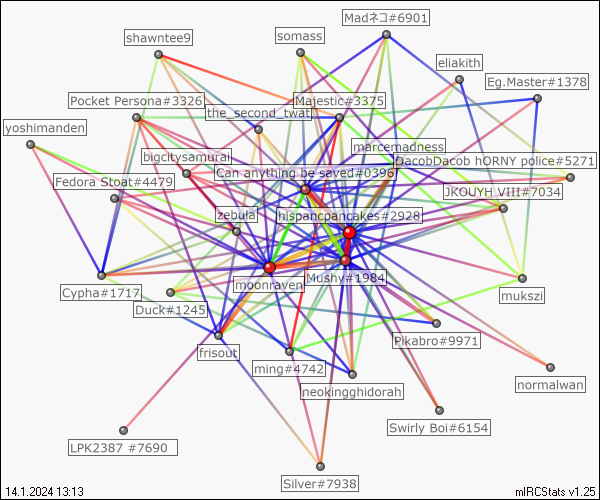 Madネコ#6901
shawntee9
somass
eliakith
Eg.Master#1378
Pocket Persona#3326
the_second_twat
Majestic#3375
yoshimanden
bigcitysamurai
marcemadness
DacobDacob hORNY police#5271
Fedora Stoat#4479
Can anything be saved#0396
JKOUYH VIII#7034
zebula
hispancpancakes#2928
Cypha#1717
moonraven
Mushy#1984
mukszi
Duck#1245
frisout
Pikabro#9971
ming#4742
neokingghidorah
normalwan
LPK2387 #7690
Swirly Boi#6154
Silver#7938
14.1.2024 13:13
mIRCStats v1.25